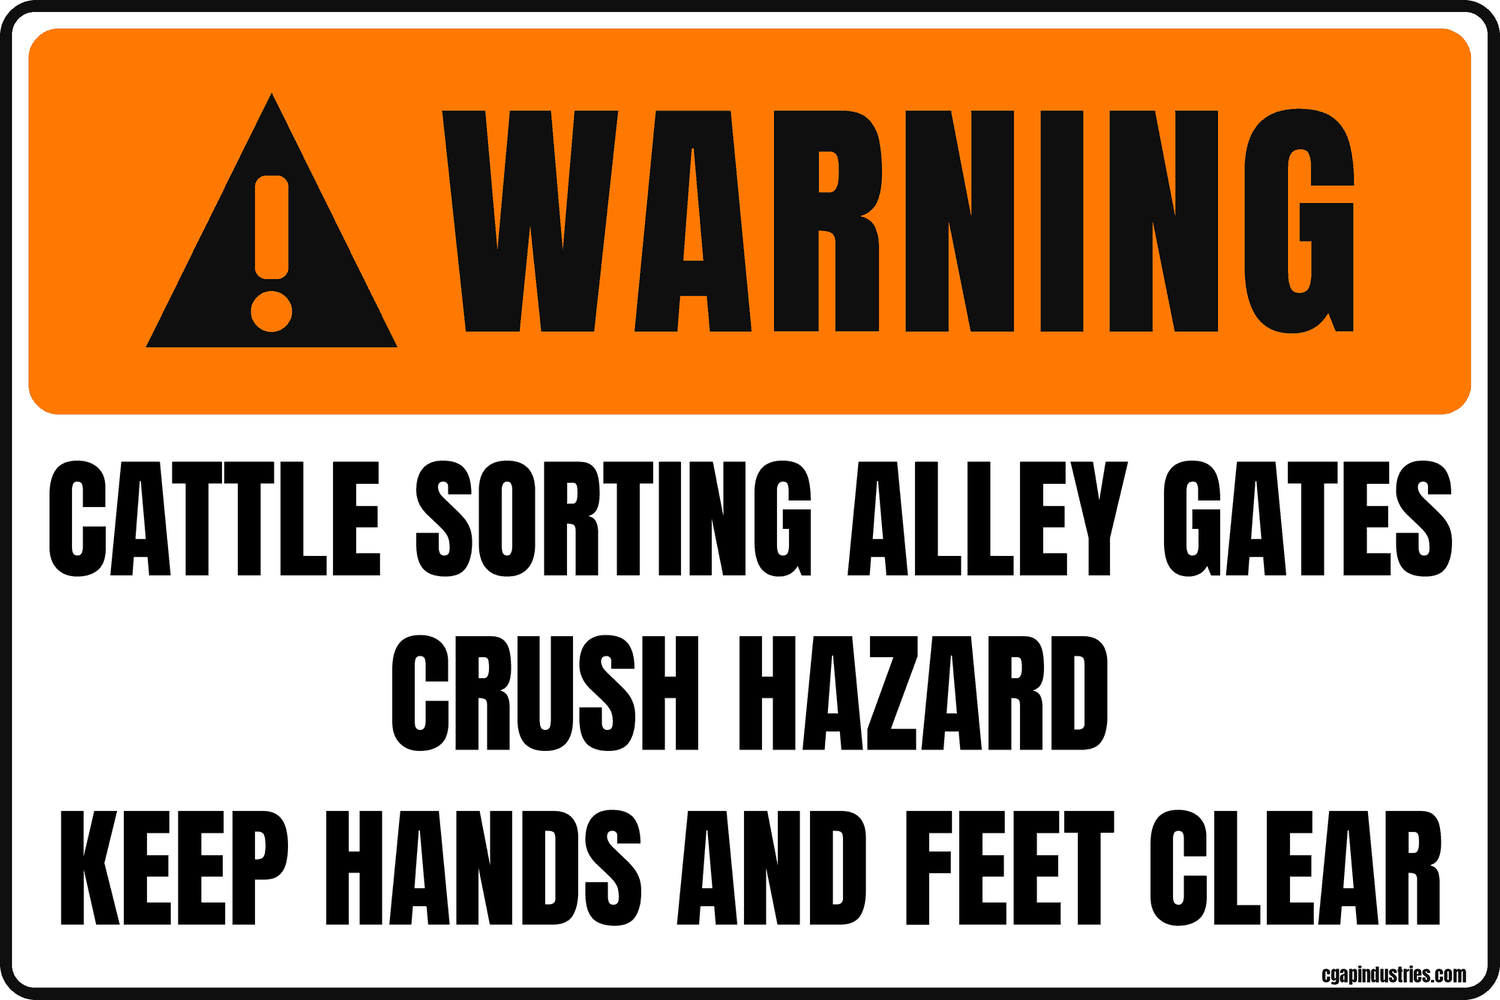 WARNING
CATTLE SORTING ALLEY GATES
CRUSH HAZARD
KEEP HANDS AND FEET CLEAR
cgapindustries.com